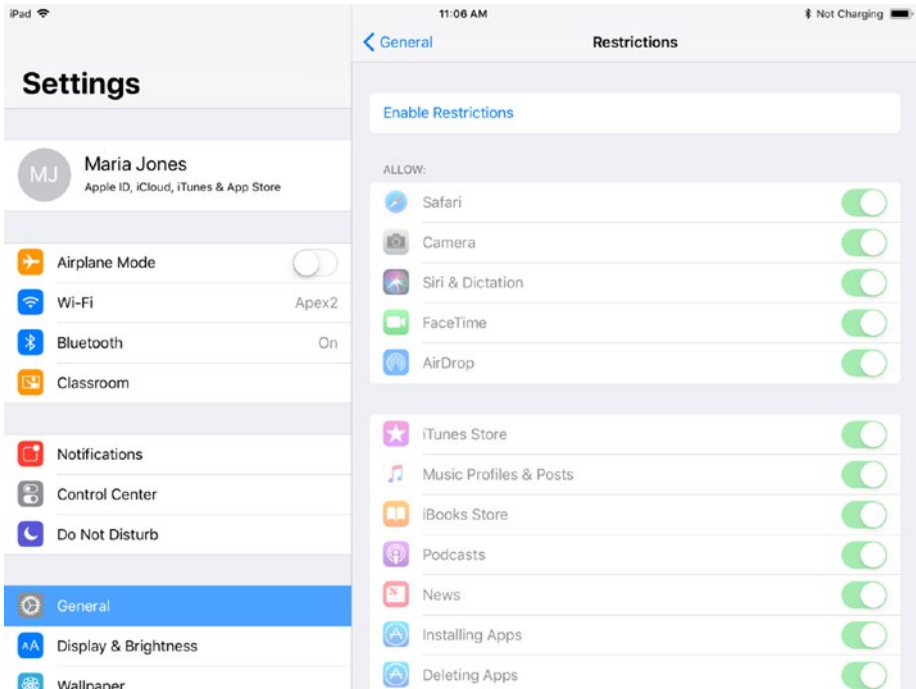 iPad
11:06 AM
Not Charging
Settings
General
Restrictions
MJ
Maria Jones
Apple ID, iCloud, iTunes & App Store
Airplane Mode
Wi-Fi Apex2
Bluetooth On
Classroom
Notifications
Control Center
Do Not Disturb
General
AA Display & Brightness
Wallpaper
Enable Restrictions
ALLOW:
Safari
Camera
Siri & Dictation
FaceTime
AirDrop
iTunes Store
Music Profiles & Posts
iBooks Store
Podcasts
News
Installing Apps
Deleting Apps